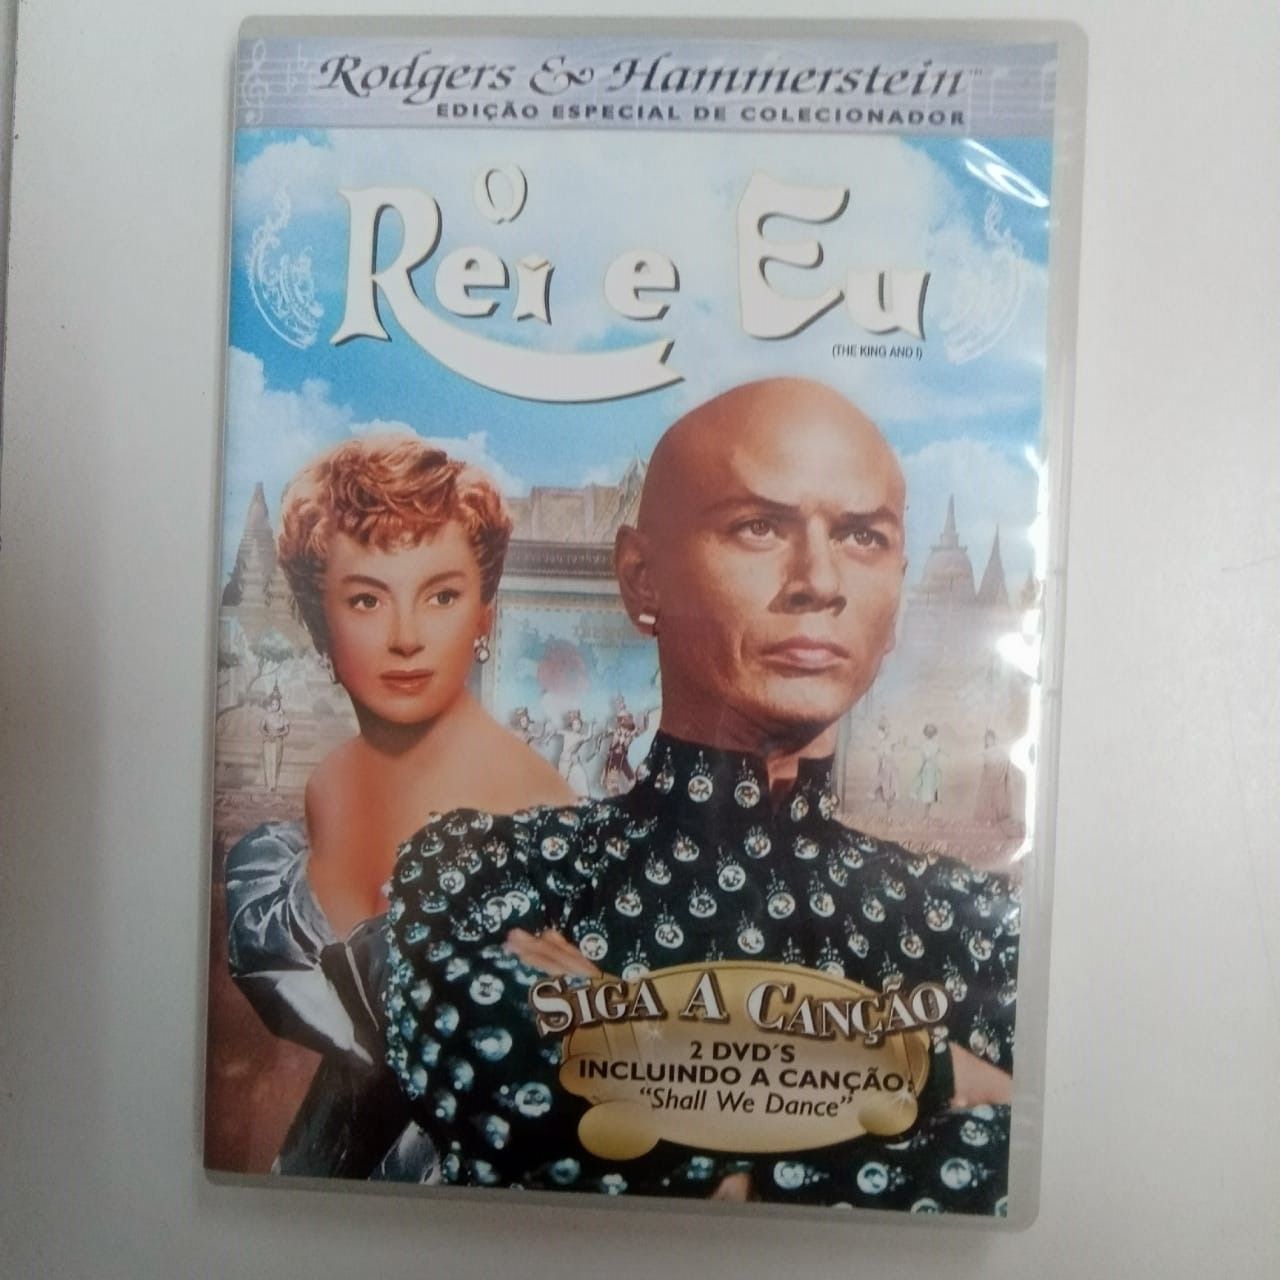 Rodgers & Hammerstein™
EDIÇÃO ESPECIAL DE COLECIONADOR
O
Rei e Eu
(THE KING AND I)
SIGA A CANÇÃO
2 DVD´S
INCLUINDO A CANÇÃO:
"Shall We Dance"